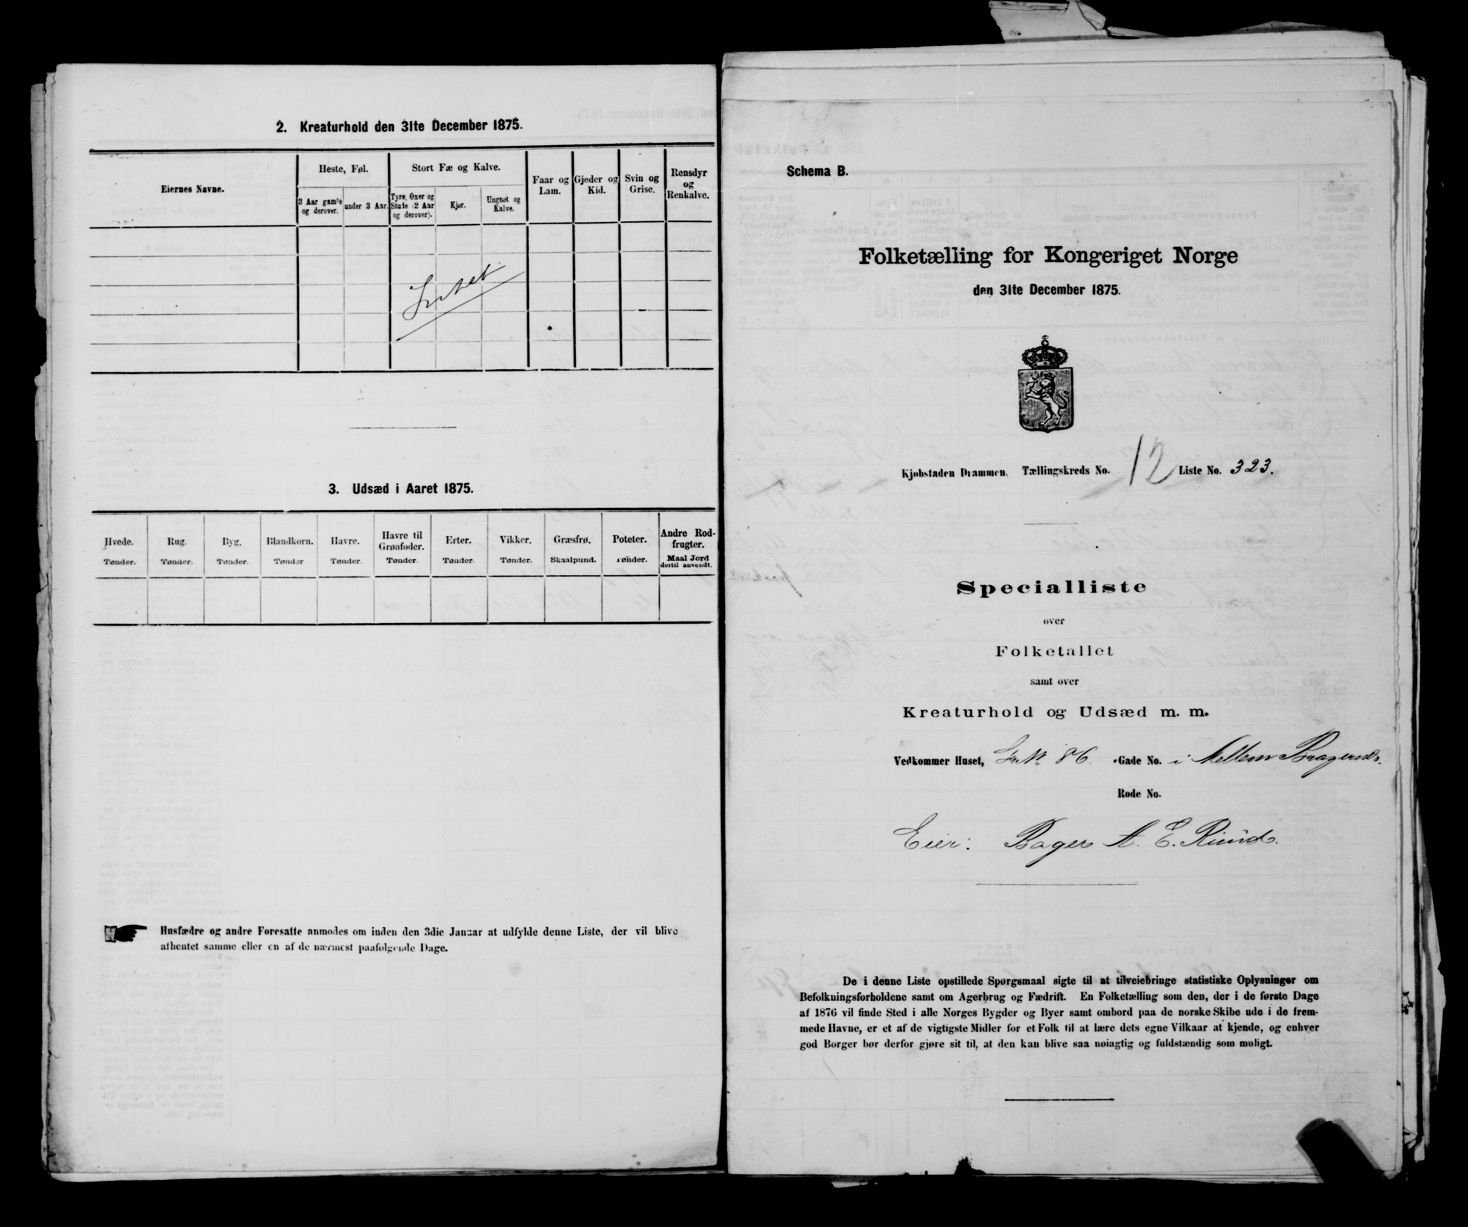 2. Kreaturhold den 31te December 1875.
Eiernes Navne.
Heste, Føl.
3 Aar gamle og derover.
under 3 Aar.
Stort Fæ og Kalve.
Tyre, Oxer og Stude (2 Aar og derover).
Kjør.
Ungnøt og Kalve.
Faar og Lam.
Gjeder og Kid.
Svin og Grise.
Rensdyr og Renkalve.
Intet
3. Udsæd i Aaret 1875.
Hvede. Tønder.
Rug. Tønder.
Byg. Tønder.
Blandkorn. Tønder
Havre. Tønder.
Havre til Grønfoder. Tønder.
Erter. Tønder.
Vikker. Tønder.
Græsfrø. Skaalpund.
Poteter. Tønder.
Andre Rodfrugter. Maal Jord dertil anvendt.
Husfædre og andre Foresatte anmodes om inden den 3die Januar at udfylde denne Liste, der vil blive
afhentet samme eller en af de nærmest paafølgende Dage.
Schema B.
Folketælling for Kongeriget Norge
den 31te December 1875.
Kjøbstaden Drammen. Tællingskreds No. 12 Liste No. 323.
Specialliste
over
Folketallet
samt over
Kreaturhold og Udsæd m. m.
Vedkommer Huset, 86. Gade No. i Mellem Bragernes.
Rode No.
Eier: Bager A. E. Rund.
De i denne Liste opstillede Spørgsmaal sigte til at tilveiebringe statistiske Oplysninger om
Befolkningsforholdene samt om Agerbrug og Fædrift. En Folketælling som den, der i de første Dage
af 1876 vil finde Sted i alle Norges Bygder og Byer samt ombord paa de norske Skibe ude i de frem-
mede Havne, er et af de vigtigste Midler for et Folk til at lære dets egne Vilkaar at kjende, og enhver
god Borger bør derfor gjøre sit til, at den kan blive saa nøiagtig og fuldstændig som muligt.